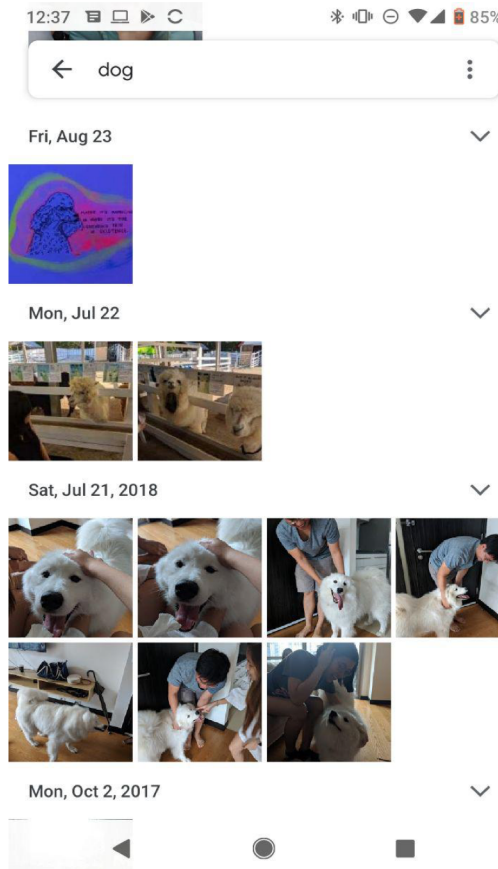 12:37
85%
dog
Fri, Aug 23
Mon, Jul 22
Sat, Jul 21, 2018
Mon, Oct 2, 2017